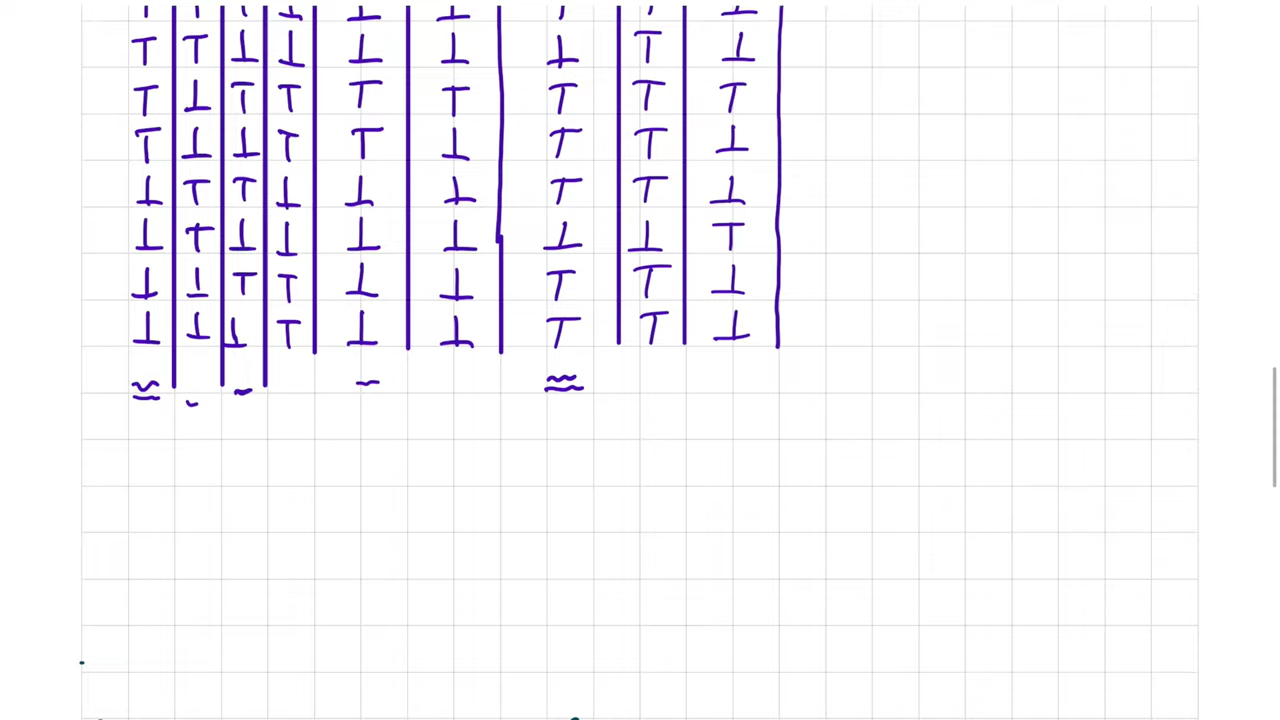 T T ⊥ ⊥ ⊥ ⊥ ⊥ T ⊥
T ⊥ T T T T T T T
T ⊥ ⊥ T T ⊥ T T ⊥
⊥ T T ⊥ ⊥ ⊥ T T ⊥
⊥ T ⊥ ⊥ ⊥ ⊥ ⊥ ⊥ T
⊥ ⊥ T T ⊥ ⊥ T T ⊥
⊥ ⊥ ⊥ T ⊥ ⊥ T T ⊥